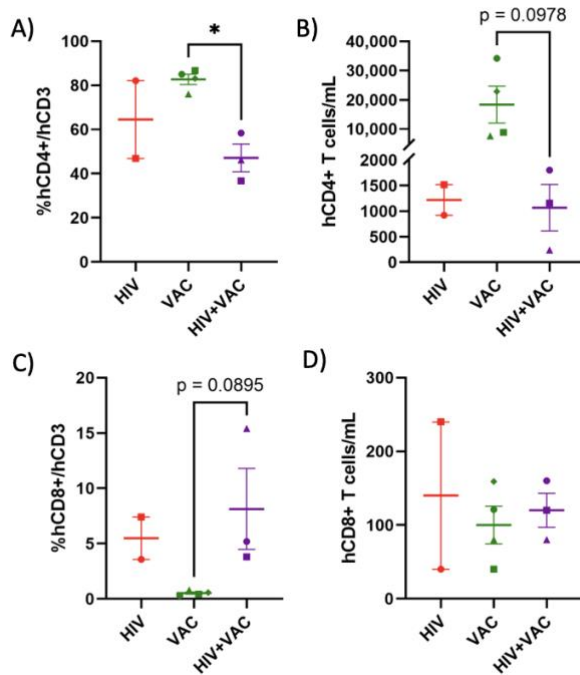 A)
*
100
80
60
40
20
0
%hCD4+/hCD3
HIV
VAC
HIV+VAC
B)
p = 0.0978
40,000
30,000
20,000
10,000
2000
1500
1000
500
0
hCD4+ T cells/mL
HIV
VAC
HIV+VAC
C)
p = 0.0895
20
15
10
5
0
%hCD8+/hCD3
HIV
VAC
HIV+VAC
D)
300
200
100
0
hCD8+ T cells/mL
HIV
VAC
HIV+VAC